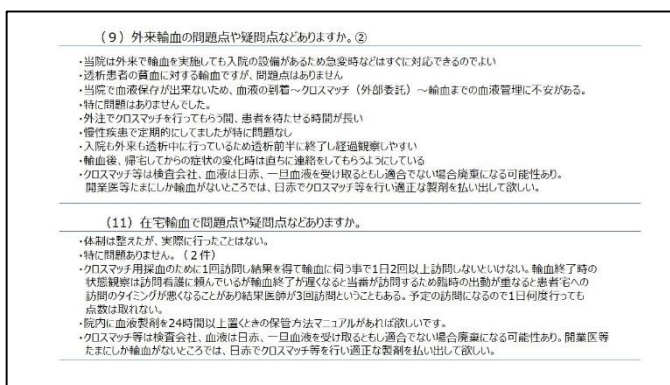 （９）外来輸血の問題点や疑問点などありますか。②
・当院は外来で輸血を実施しても入院の設備があるため急変時などはすぐに対応できるのでよい
・透析患者の貧血に対する輸血ですが、問題点はありません
・当院で血液保存が出来ないため、血液の到着～クロスマッチ（外部委託）～輸血までの血液管理に不安がある。
・特に問題はありませんでした。
・外注でクロスマッチを行ってもらう間、患者を待たせる時間が長い
・慢性疾患で定期的にしてましたが特に問題なし
・入院も外来も透析中に行っているため透析前半に終了し経過観察しやすい
・輸血後、帰宅してからの症状の変化時は直ちに連絡をしてもらうようにしている
・クロスマッチ等は検査会社、血液は日赤、一旦血液を受け取るともし適合でない場合廃棄になる可能性あり。
開業医等たまにしか輸血がないところでは、日赤でクロスマッチ等を行い適正な製剤を払い出して欲しい。
（11）在宅輸血で問題点や疑問点などありますか。
・体制は整えたが、実際に行ったことはない。
・特に問題ありません。（２件）
・クロスマッチ用採血のために1回訪問し結果を得て輸血に伺う事で1日2回以上訪問しないといけない。輸血終了時の
状態観察は訪問看護に頼んでいるが輸血終了が遅くなると当番が訪問するため臨時の出動が重なると患者宅への
訪問のタイミングが悪くなることがあり結果医師が3回訪問ということもある。予定の訪問になるので1日何度行っても
点数は取れない。
・院内に血液製剤を24時間以上置くときの保管方法マニュアルがあれば欲しいです。
・クロスマッチ等は検査会社、血液は日赤、一旦血液を受け取るともし適合でない場合廃棄になる可能性あり。開業医等
たまにしか輸血がないところでは、日赤でクロスマッチ等を行い適正な製剤を払い出して欲しい。